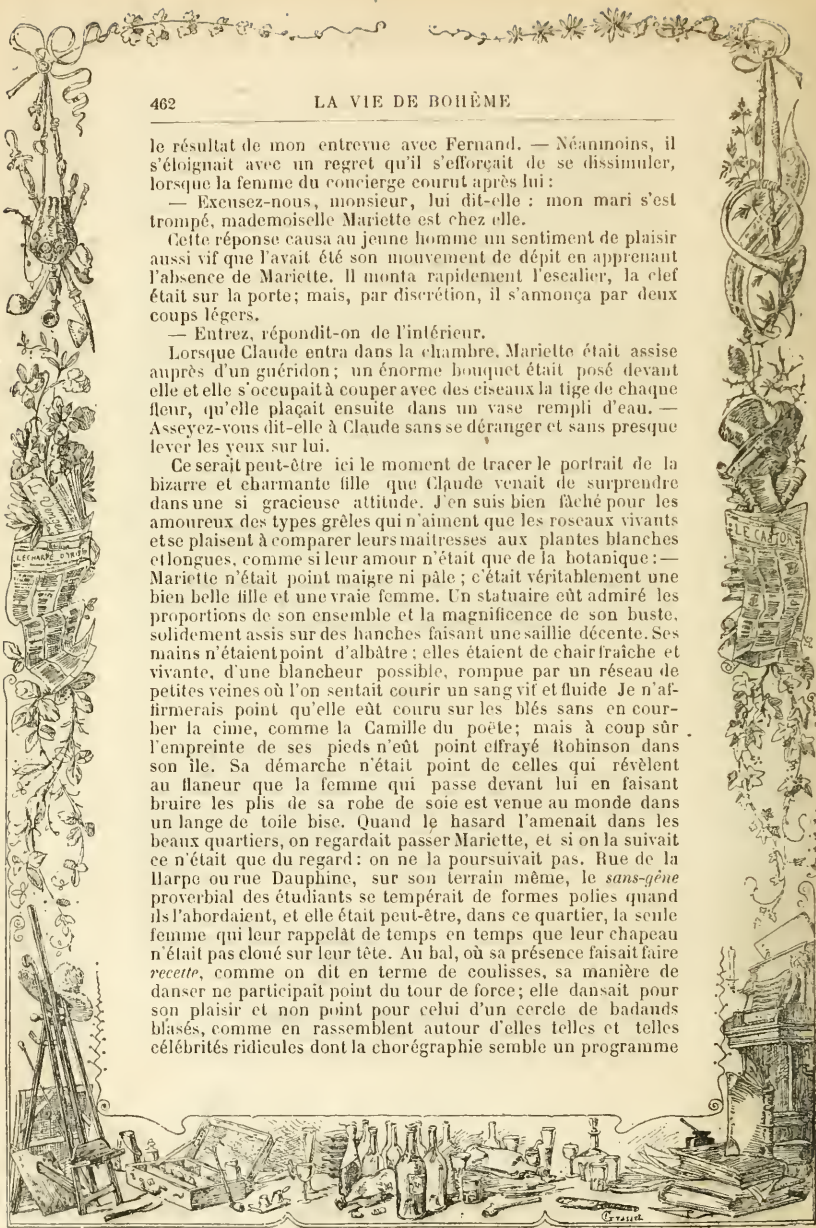 462 LA VIE DE BOHÈME
le résultat de mon entrevue avec Fernand. — Néanmoins, il
s'éloignait avec un regret qu'il s'efforçait de se dissimuler,
lorsque la femme du concierge courut après lui :
— Excusez-nous, monsieur, lui dit-elle : mon mari s'est
trompé, mademoiselle Mariette est chez elle.
Cette réponse causa au jeune homme un sentiment de plaisir
aussi vif que l'avait été son mouvement de dépit en apprenant
l'absence de Mariette. Il monta rapidement l'escalier, la clef
était sur la porte; mais, par discrétion, il s'annonça par deux
coups légers.
— Entrez, répondit-on de l'intérieur.
Lorsque Claude entra dans la chambre, Mariette était assise
auprès d'un guéridon; un énorme bouquet était posé devant
elle et elle s'occupait à couper avec des ciseaux la tige de chaque
fleur, qu'elle plaçait ensuite dans un vase rempli d'eau. —
Asseyez-vous dit-elle à Claude sans se déranger et sans presque
lever les yeux sur lui.
Ce serait peut-être ici le moment de tracer le portrait de la
bizarre et charmante fille que Claude venait de surprendre
dans une si gracieuse attitude. J'en suis bien fâché pour les
amoureux des types grêles qui n'aiment que les roseaux vivants
et se plaisent à comparer leurs maitresses aux plantes blanches
et longues, comme si leur amour n'était que de la botanique : —
Mariette n'était point maigre ni pâle ; c'était véritablement une
bien belle fille et une vraie femme. Un statuaire eût admiré les
proportions de son ensemble et la magnificence de son buste,
solidement assis sur des hanches faisant une saillie décente. Ses
mains n'étaient point d'albâtre ; elles étaient de chair fraîche et
vivante, d'une blancheur possible, rompue par un réseau de
petites veines où l'on sentait courir un sang vif et fluide Je n'af-
firmerais point qu'elle eût couru sur les blés sans en cour-
ber la cime, comme la Camille du poëte; mais à coup sûr
l'empreinte de ses pieds n'eût point effrayé Robinson dans
son île. Sa démarche n'était point de celles qui révèlent
au flaneur que la femme qui passe devant lui en faisant
bruire les plis de sa robe de soie est venue au monde dans
un lange de toile bise. Quand le hasard l'amenait dans les
beaux quartiers, on regardait passer Mariette, et si on la suivait
ce n'était que du regard : on ne la poursuivait pas. Rue de la
Harpe ou rue Dauphine, sur son terrain même, le sans-gêne
proverbial des étudiants se tempérait de formes polies quand
ils l'abordaient, et elle était peut-être, dans ce quartier, la seule
femme qui leur rappelât de temps en temps que leur chapeau
n'était pas cloué sur leur tête. Au bal, où sa présence faisait faire
recette, comme on dit en terme de coulisses, sa manière de
danser ne participait point du tour de force; elle dansait pour
son plaisir et non point pour celui d'un cercle de badauds
blasés, comme en rassemblent autour d'elles telles et telles
célébrités ridicules dont la chorégraphie semble un programme
L'ECHARPE D'IRIS
LE CASTOR
Grasset